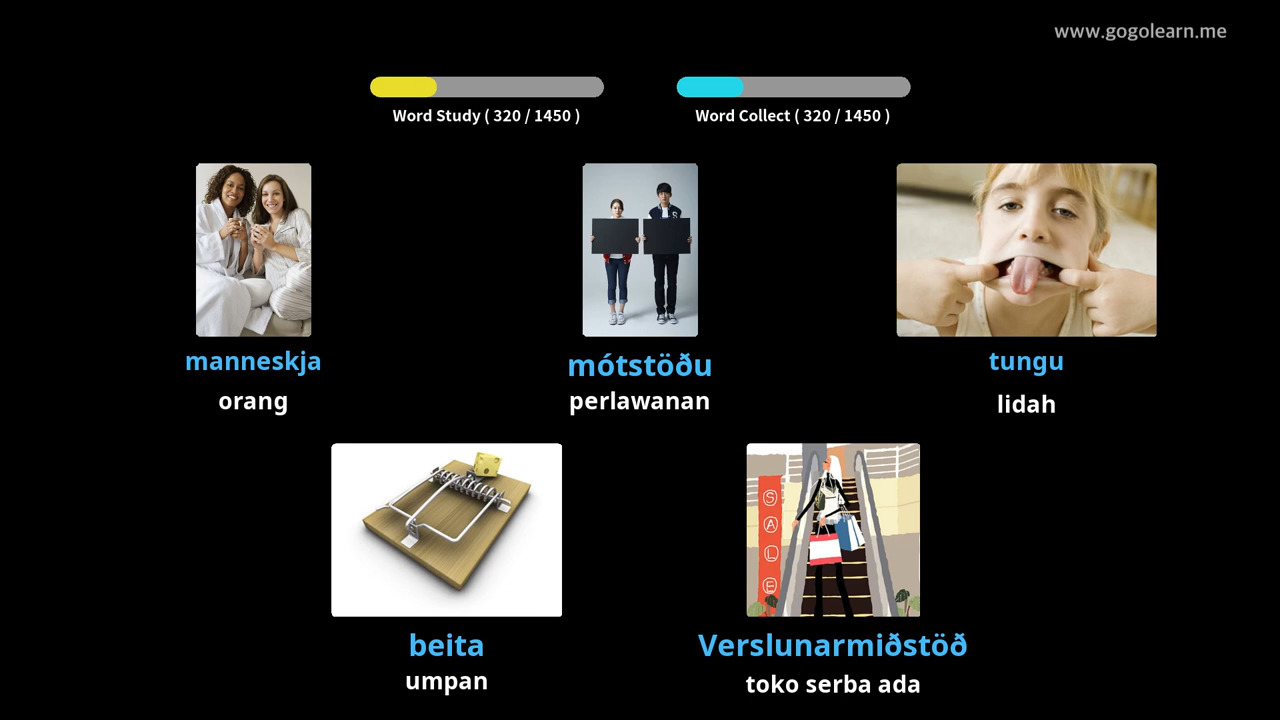 www.gogolearn.me
Word Study ( 320 / 1450 )
Word Collect ( 320 / 1450 )
manneskja
orang
mótstöðu
perlawanan
tungu
lidah
S
A
L
E
beita
umpan
Verslunarmiðstöð
toko serba ada